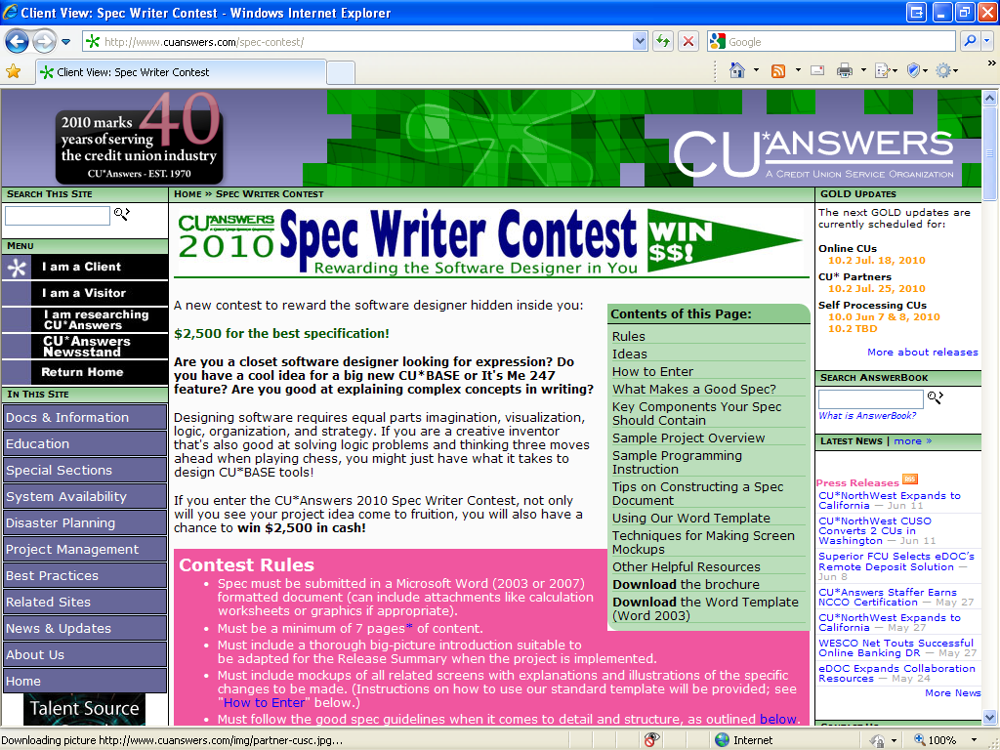 Client View: Spec Writer Contest - Windows Internet Explorer
http://www.cuanswers.com/spec-contest/
Google
Client View: Spec Writer Contest
2010 marks 40
years of serving
the credit union industry
CU*Answers - EST. 1970
CU*ANSWERS
A CREDIT UNION SERVICE ORGANIZATION
SEARCH THIS SITE
MENU
I am a Client
I am a Visitor
I am researching
CU*Answers
CU*Answers
Newsstand
Return Home
IN THIS SITE
Docs & Information
Education
Special Sections
System Availability
Disaster Planning
Project Management
Best Practices
Related Sites
News & Updates
About Us
Home
Talent Source
HOME » SPEC WRITER CONTEST
CU*ANSWERS
2010 Spec Writer Contest
WIN
$$!
Rewarding the Software Designer in You
A new contest to reward the software designer hidden inside you:
$2,500 for the best specification!
Are you a closet software designer looking for expression? Do
you have a cool idea for a big new CU*BASE or It's Me 247
feature? Are you good at explaining complex concepts in writing?
Designing software requires equal parts imagination, visualization,
logic, organization, and strategy. If you are a creative inventor
that's also good at solving logic problems and thinking three moves
ahead when playing chess, you might just have what it takes to
design CU*BASE tools!
If you enter the CU*Answers 2010 Spec Writer Contest, not only
will you see your project idea come to fruition, you will also have a
chance to win $2,500 in cash!
Contents of this Page:
Rules
Ideas
How to Enter
What Makes a Good Spec?
Key Components Your Spec
Should Contain
Sample Project Overview
Sample Programming
Instruction
Tips on Constructing a Spec
Document
Using Our Word Template
Techniques for Making Screen
Mockups
Other Helpful Resources
Download the brochure
Download the Word Template
(Word 2003)
Contest Rules
• Spec must be submitted in a Microsoft Word (2003 or 2007)
formatted document (can include attachments like calculation
worksheets or graphics if appropriate).
• Must be a minimum of 7 pages* of content.
• Must include a thorough big-picture introduction suitable to
be adapted for the Release Summary when the project is implemented.
• Must include mockups of all related screens with explanations and illustrations of the specific
changes to be made. (Instructions on how to use our standard template will be provided; see
"How to Enter" below.)
• Must follow the good spec guidelines when it comes to detail and structure, as outlined below.
GOLD UPDATES
The next GOLD updates are
currently scheduled for:
Online CUs
10.2 Jul. 18, 2010
CU* Partners
10.2 Jul. 25, 2010
Self Processing CUs
10.0 Jun 7 & 8, 2010
10.2 TBD
More about releases
SEARCH ANSWERBOOK
What is AnswerBook?
LATEST NEWS | more »
Press Releases RSS
CU*NorthWest Expands to
California — Jun 11
CU*NorthWest CUSO
Converts 2 CUs in
Washington — Jun 11
Superior FCU Selects eDOC's
Remote Deposit Solution —
Jun 8
CU*Answers Staffer Earns
NCCO Certification — May 27
CU*NorthWest Expands to
California — May 27
WESCO Net Touts Successful
Online Banking DR — May 27
eDOC Expands Collaboration
Resources — May 24
More News
Downloading picture http://www.cuanswers.com/img/partner-cusc.jpg...
Internet
100%